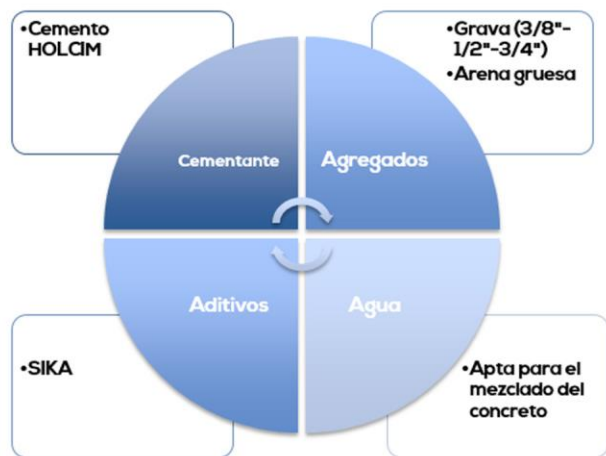 •Cemento
HOLCIM
•Grava (3/8"-
1/2"-3/4")
•Arena gruesa
Cementante
Agregados
Aditivos
Agua
•SIKA
•Apta para el
mezclado del
concreto